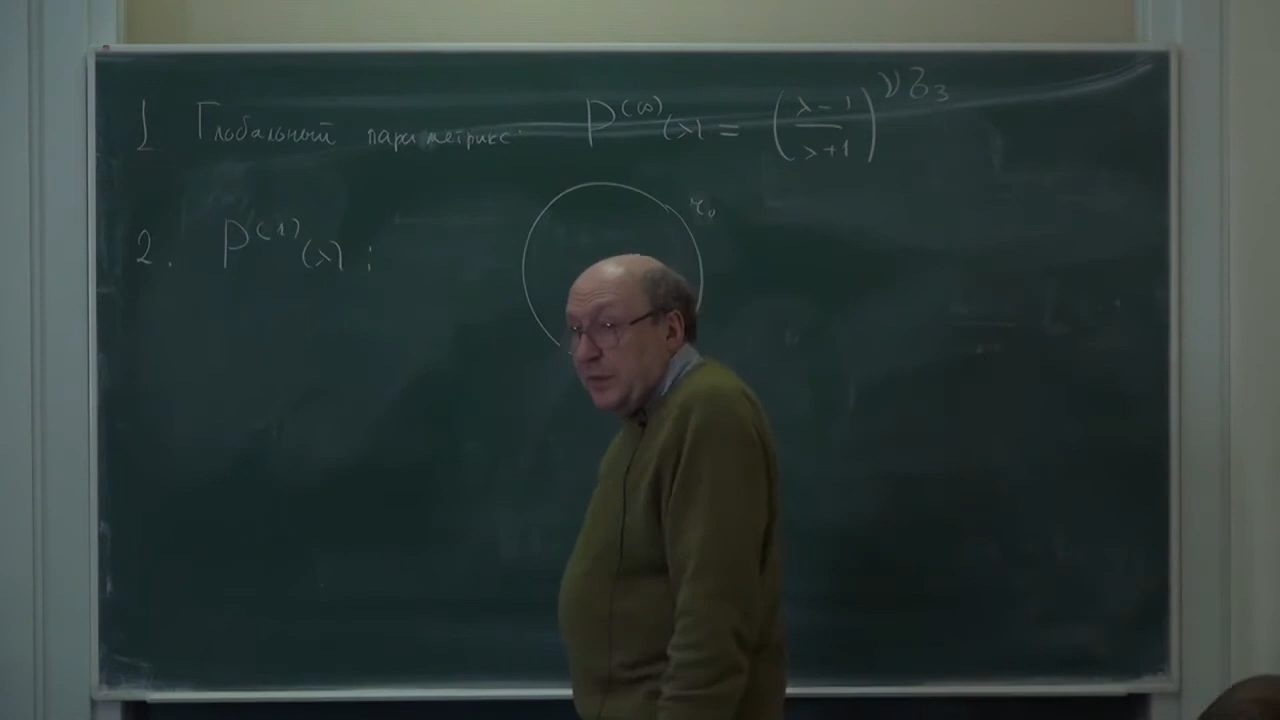 1 Глобальный параметрикс. P^(∞)(λ) = ((λ-1)/(λ+1))^νσ₃
2. P^(1)(λ) :
r₀